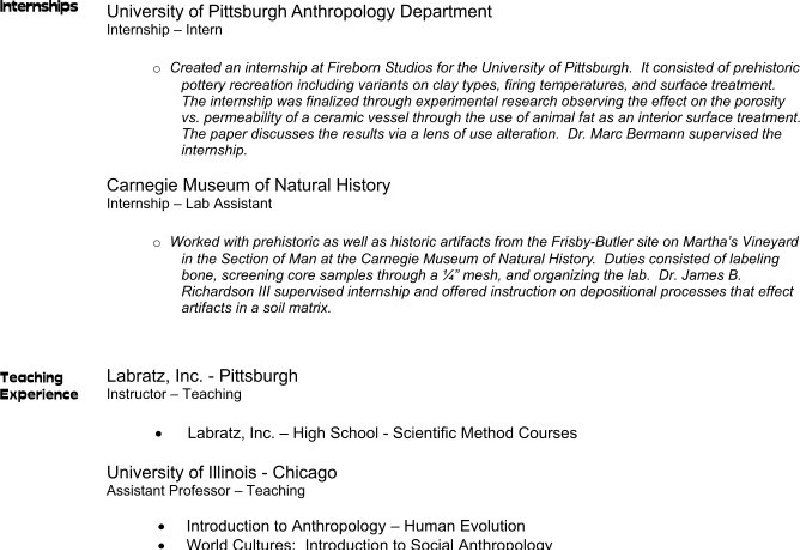 Internships
University of Pittsburgh Anthropology Department
Internship – Intern
o Created an internship at Fireborn Studios for the University of Pittsburgh.  It consisted of prehistoric
pottery recreation including variants on clay types, firing temperatures, and surface treatment.
The internship was finalized through experimental research observing the effect on the porosity
vs. permeability of a ceramic vessel through the use of animal fat as an interior surface treatment.
The paper discusses the results via a lens of use alteration.  Dr. Marc Bermann supervised the
internship.
Carnegie Museum of Natural History
Internship – Lab Assistant
o Worked with prehistoric as well as historic artifacts from the Frisby-Butler site on Martha's Vineyard
in the Section of Man at the Carnegie Museum of Natural History.  Duties consisted of labeling
bone, screening core samples through a ¼" mesh, and organizing the lab.  Dr. James B.
Richardson III supervised internship and offered instruction on depositional processes that effect
artifacts in a soil matrix.
Teaching
Experience
Labratz, Inc. - Pittsburgh
Instructor – Teaching
• Labratz, Inc. – High School - Scientific Method Courses
University of Illinois - Chicago
Assistant Professor – Teaching
• Introduction to Anthropology – Human Evolution
• World Cultures:  Introduction to Social Anthropology